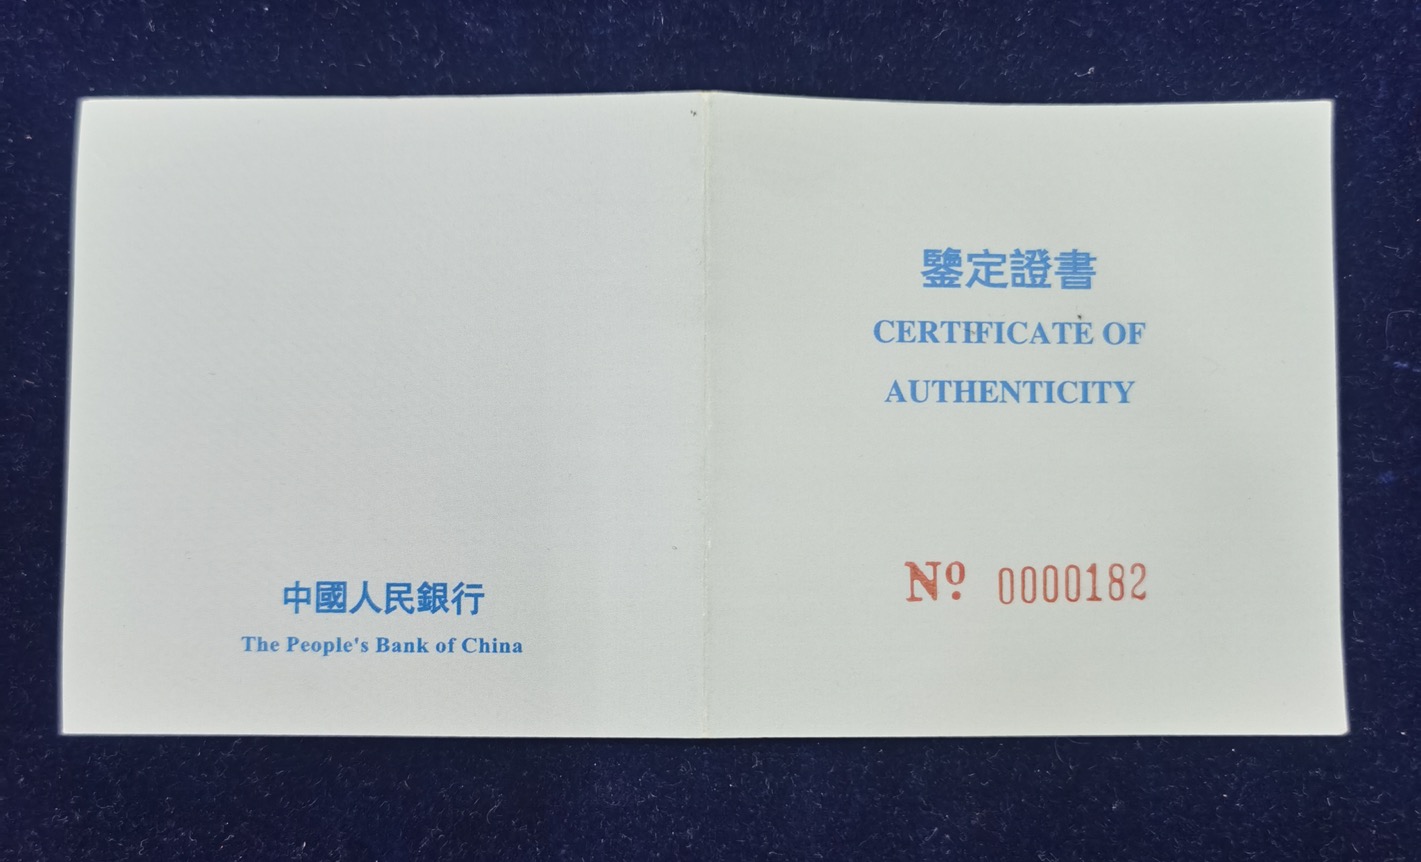 中國人民銀行
The People's Bank of China
鑒定證書
CERTIFICATE OF
AUTHENTICITY
Nº 0000182